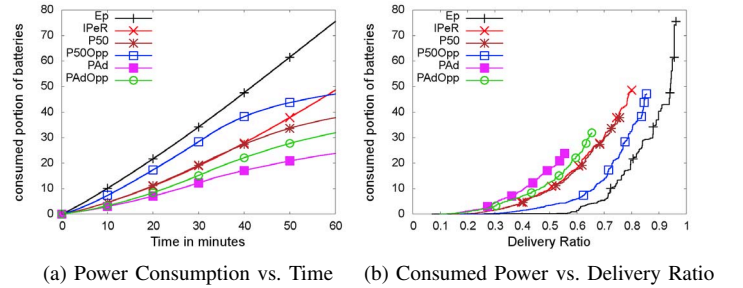 consumed portion of batteries
80
70
60
50
40
30
20
10
0
Ep
IPeR
P50
P50Opp
PAd
PAdOpp
0 10 20 30 40 50 60
Time in minutes
(a) Power Consumption vs. Time
consumed portion of batteries
80
70
60
50
40
30
20
10
0
Ep
IPeR
P50
P50Opp
PAd
PAdOpp
0 0.1 0.2 0.3 0.4 0.5 0.6 0.7 0.8 0.9 1
Delivery Ratio
(b) Consumed Power vs. Delivery Ratio